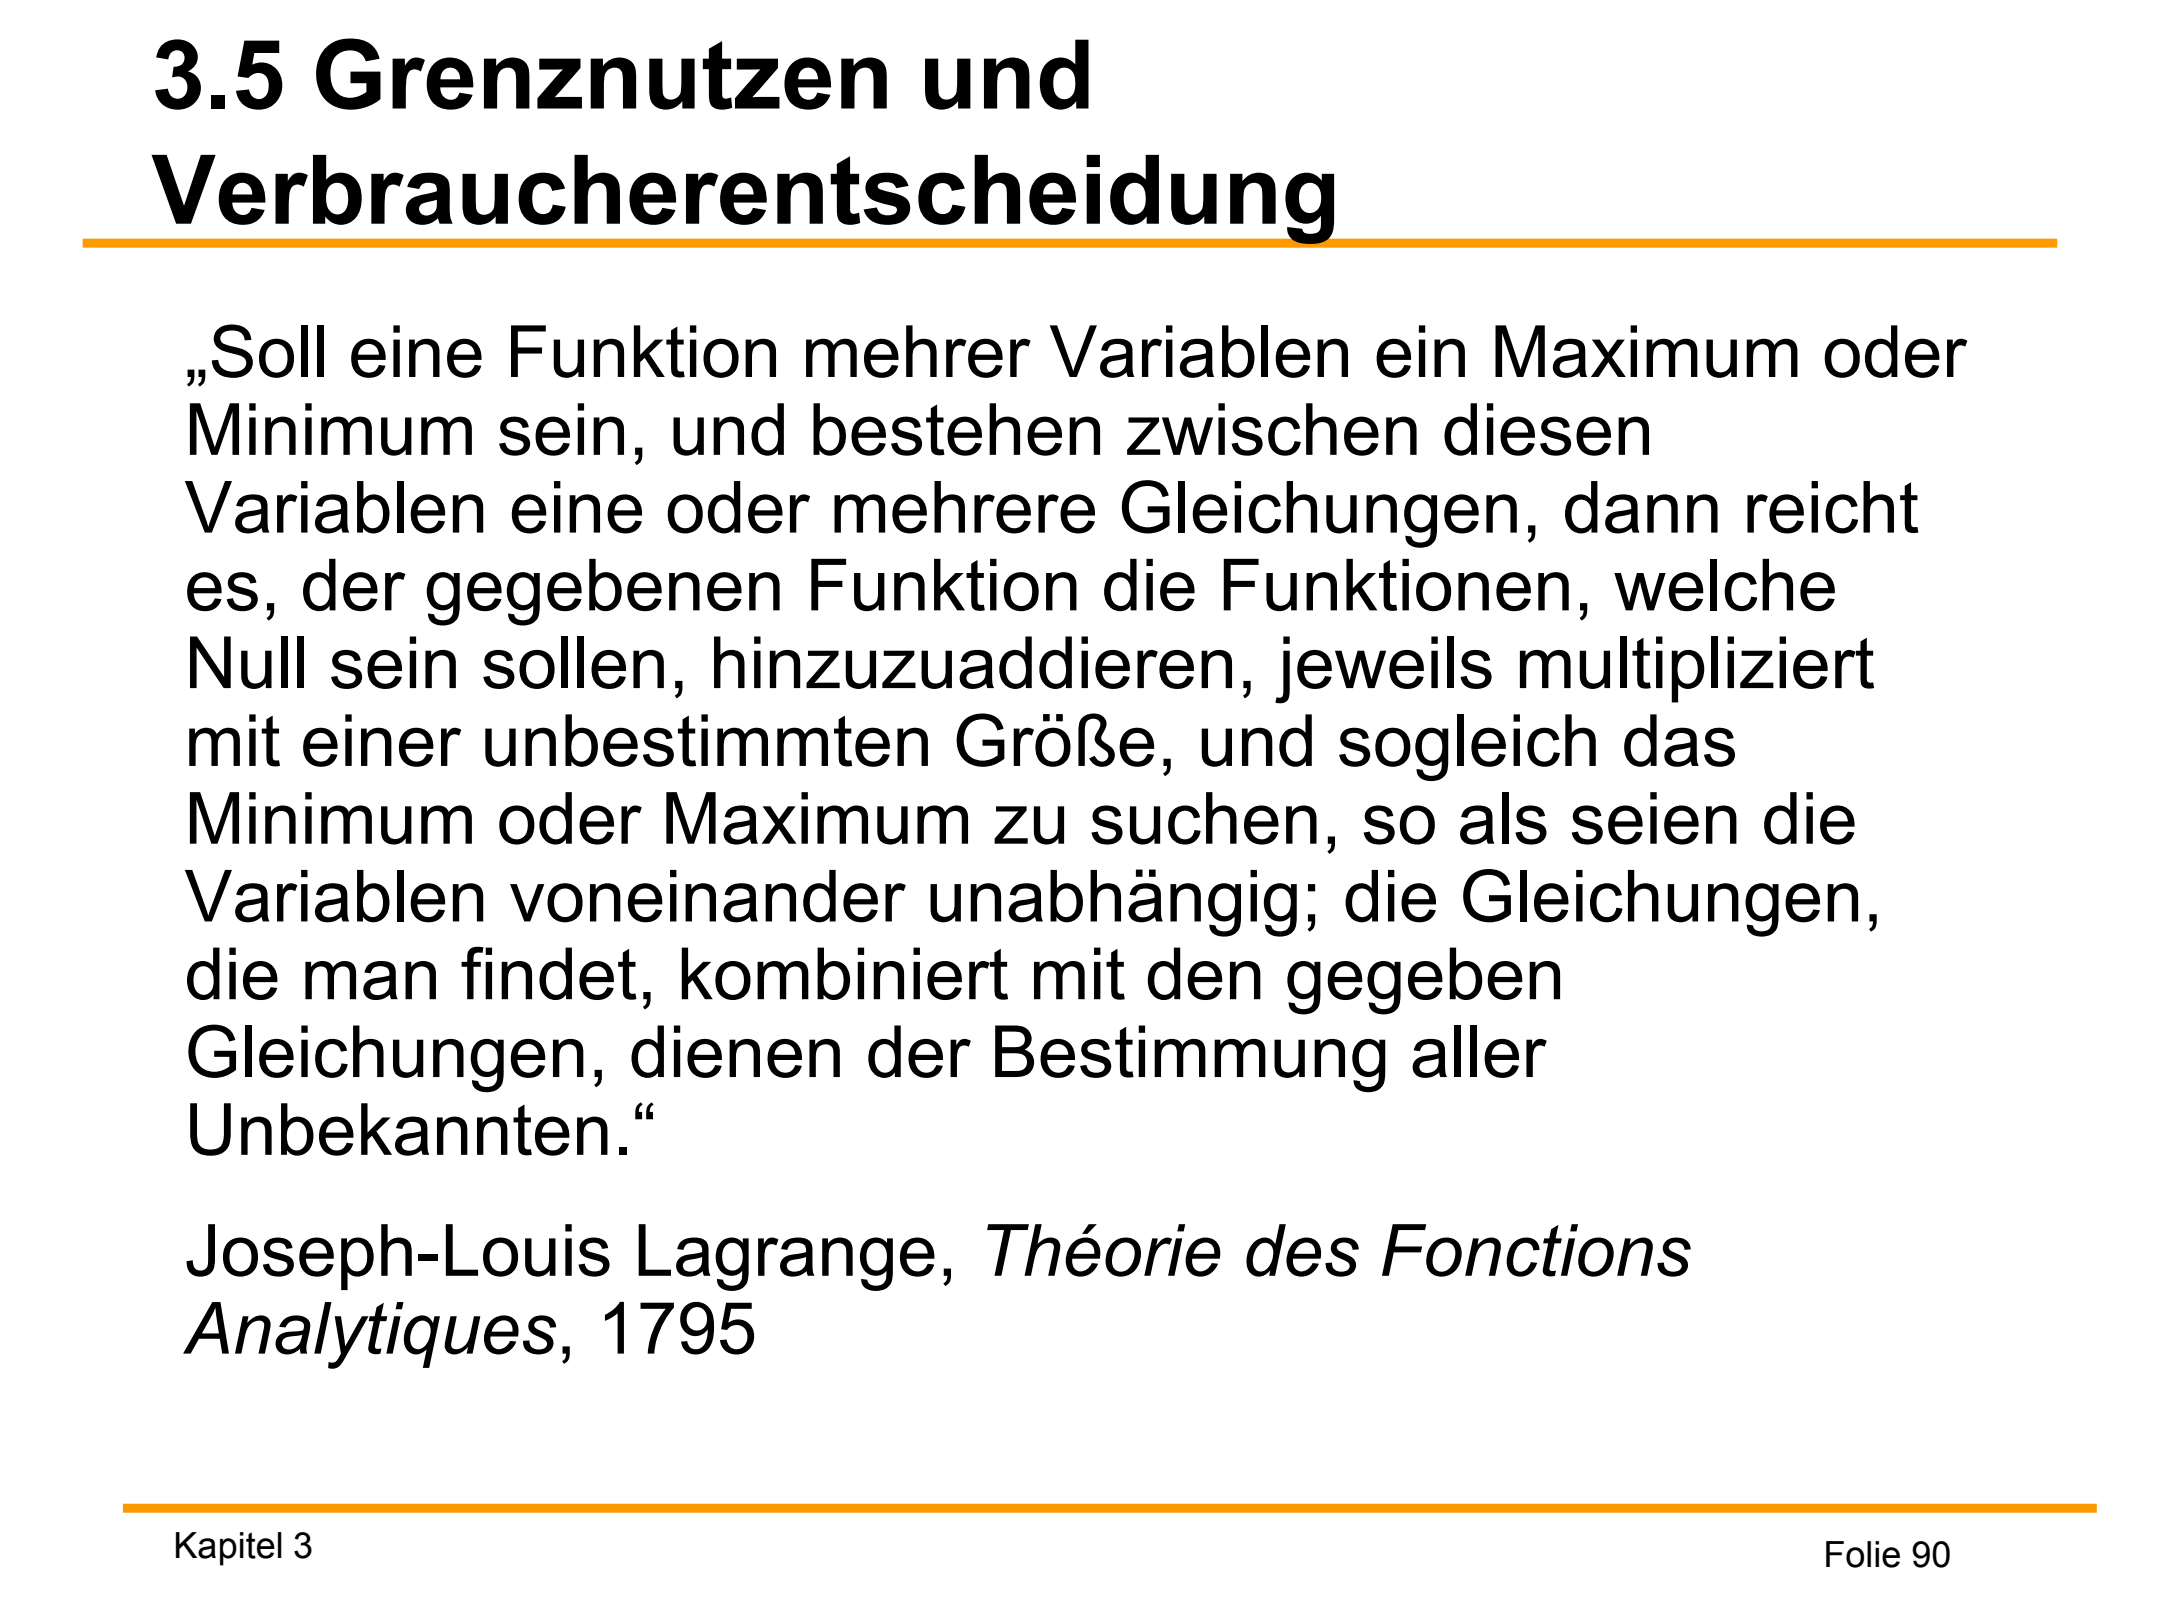 3.5 Grenznutzen und
Verbraucherentscheidung
„Soll eine Funktion mehrer Variablen ein Maximum oder
Minimum sein, und bestehen zwischen diesen
Variablen eine oder mehrere Gleichungen, dann reicht
es, der gegebenen Funktion die Funktionen, welche
Null sein sollen, hinzuzuaddieren, jeweils multipliziert
mit einer unbestimmten Größe, und sogleich das
Minimum oder Maximum zu suchen, so als seien die
Variablen voneinander unabhängig; die Gleichungen,
die man findet, kombiniert mit den gegeben
Gleichungen, dienen der Bestimmung aller
Unbekannten.“
Joseph-Louis Lagrange, Théorie des Fonctions
Analytiques, 1795
Kapitel 3
Folie 90